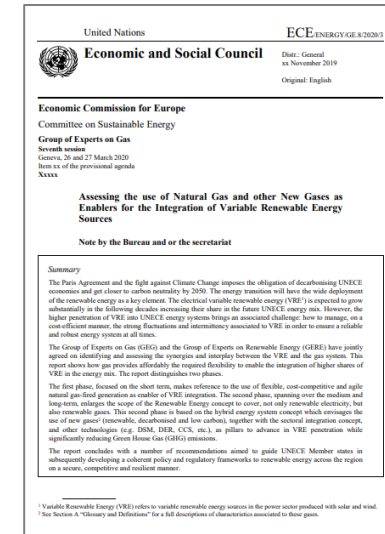 United Nations
ECE/ENERGY/GE.8/2020/3
Economic and Social Council
Distr.: General
xx November 2019
Original: English
Economic Commission for Europe
Committee on Sustainable Energy
Group of Experts on Gas
Seventh session
Geneva, 26 and 27 March 2020
Item xx of the provisional agenda
Xxxxx
Assessing the use of Natural Gas and other New Gases as
Enablers for the Integration of Variable Renewable Energy
Sources
Note by the Bureau and or the secretariat
Summary
The Paris Agreement and the fight against Climate Change imposes the obligation of decarbonising UNECE
economies and get closer to carbon neutrality by 2050. The energy transition will have the wide deployment
of the renewable energy as a key element. The electrical variable renewable energy (VRE¹) is expected to grow
substantially in the following decades increasing their share in the future UNECE energy mix. However, the
higher penetration of VRE into UNECE energy systems brings an associated challenge: how to manage, on a
cost-efficient manner, the strong fluctuations and intermittency associated to VRE in order to ensure a reliable
and robust energy system at all times.
The Group of Experts on Gas (GEG) and the Group of Experts on Renewable Energy (GERE) have jointly
agreed on identifying and assessing the synergies and interplay between the VRE and the gas system. This
report shows how gas provides affordably the required flexibility to enable the integration of higher shares of
VRE in the energy mix. The report distinguishes two phases.
The first phase, focused on the short term, makes reference to the use of flexible, cost-competitive and agile
natural gas-fired generation as enablers of VRE integration. The second phase, spanning over the medium and
long-term, enlarges the scope of the Renewable Energy concept to cover, not only renewable electricity, but
also renewable gases. This second phase is based on the hybrid energy system concept which envisages the
use of new gases² (renewable, decarbonised and low carbon), together with the sectoral integration concept,
and other technologies (e.g. DSM, DER, CCS, etc.), as pillars to advance in VRE penetration while
significantly reducing Green House Gas (GHG) emissions.
The report concludes with a number of recommendations aimed to guide UNECE Member states in
subsequently developing a coherent policy and regulatory frameworks to renewable energy across the region
on a secure, competitive and resilient manner.
¹ Variable Renewable Energy (VRE) refers to variable renewable energy sources in the power sector produced with solar and wind.
² See Section A “Glossary and Definitions” for a full descriptions of characteristics associated to these gases.